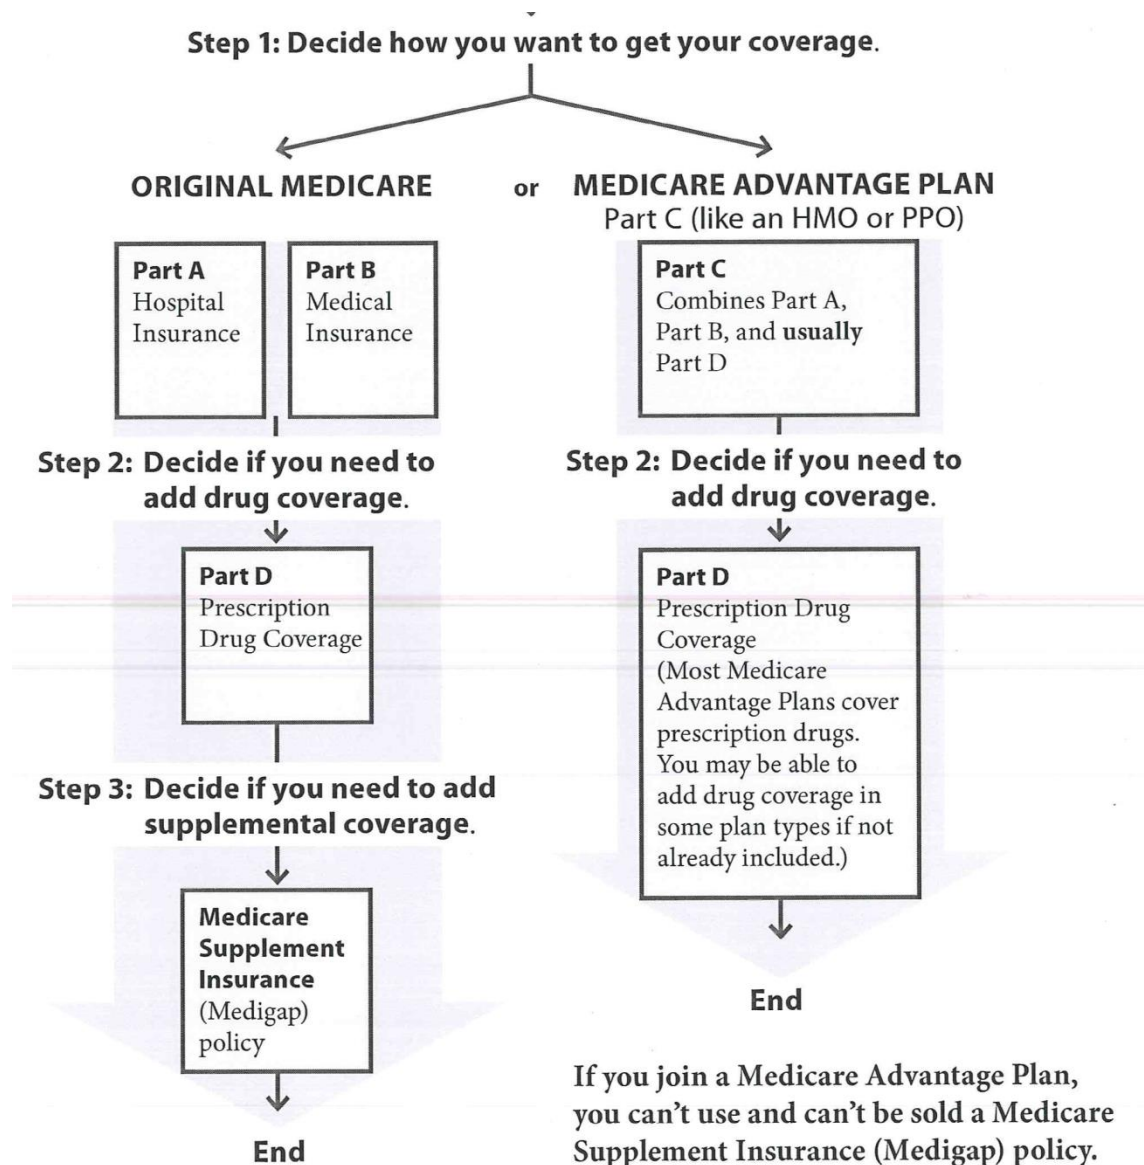 Step 1: Decide how you want to get your coverage.
ORIGINAL MEDICARE
or
MEDICARE ADVANTAGE PLAN
Part C (like an HMO or PPO)
Part A
Hospital
Insurance
Part B
Medical
Insurance
Part C
Combines Part A,
Part B, and usually
Part D
Step 2: Decide if you need to
add drug coverage.
Part D
Prescription
Drug Coverage
Step 3: Decide if you need to add
supplemental coverage.
Medicare
Supplement
Insurance
(Medigap)
policy
End
Step 2: Decide if you need to
add drug coverage.
Part D
Prescription Drug
Coverage
(Most Medicare
Advantage Plans cover
prescription drugs.
You may be able to
add drug coverage in
some plan types if not
already included.)
End
If you join a Medicare Advantage Plan,
you can't use and can't be sold a Medicare
Supplement Insurance (Medigap) policy.